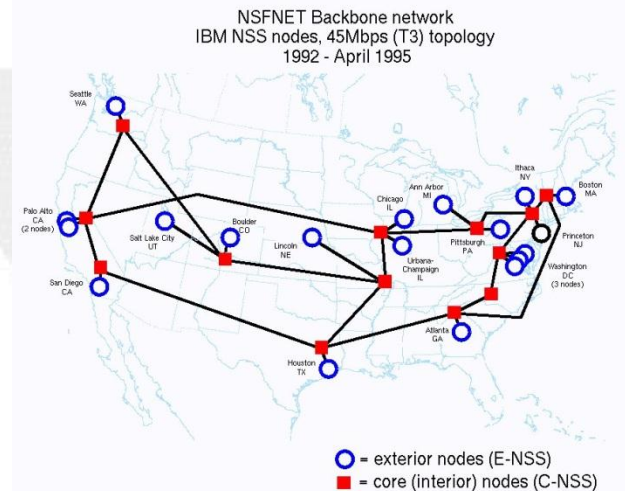 NSFNET Backbone network
IBM NSS nodes, 45Mbps (T3) topology
1992 - April 1995
Seattle
WA
Palo Alto
CA
(2 nodes)
San Diego
CA
Salt Lake City
UT
Boulder
CO
Lincoln
NE
Houston
TX
Chicago
IL
Urbana-
Champaign
IL
Ann Arbor
MI
Pittsburgh
PA
Atlanta
GA
Ithaca
NY
Boston
MA
Princeton
NJ
Washington
DC
(3 nodes)
= exterior nodes (E-NSS)
= core (interior) nodes (C-NSS)